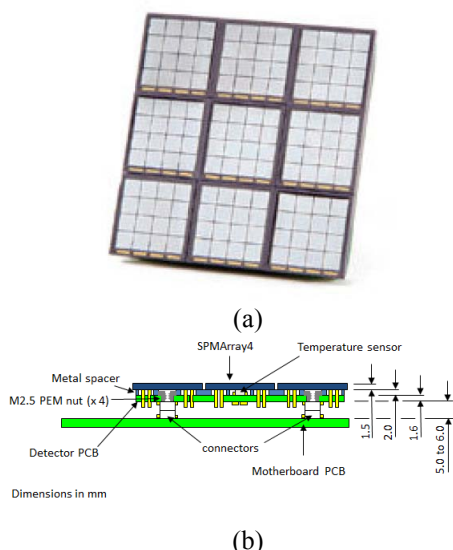 (a)
SPMArray4
Temperature sensor
Metal spacer
M2.5 PEM nut (x 4)
Detector PCB
connectors
Motherboard PCB
1.5
2.0
1.6
5.0 to 6.0
Dimensions in mm
(b)